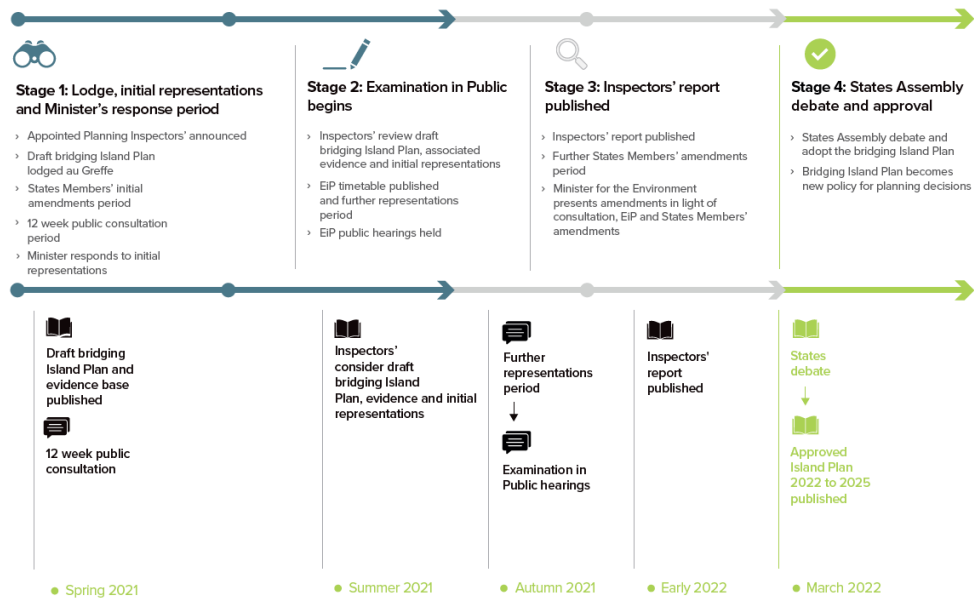 Stage 1: Lodge, initial representations
and Minister's response period
› Appointed Planning Inspectors' announced
› Draft bridging Island Plan
lodged au Greffe
› States Members' initial
amendments period
› 12 week public consultation
period
› Minister responds to initial
representations
Stage 2: Examination in Public
begins
› Inspectors' review draft
bridging Island Plan, associated
evidence and initial representations
› EiP timetable published
and further representations
period
› EiP public hearings held
Stage 3: Inspectors' report
published
› Inspectors' report published
› Further States Members' amendments
period
› Minister for the Environment
presents amendments in light of
consultation, EiP and States Members'
amendments
Stage 4: States Assembly
debate and approval
› States Assembly debate and
adopt the bridging Island Plan
› Bridging Island Plan becomes
new policy for planning decisions
Draft bridging
Island Plan and
evidence base
published
12 week public
consultation
Inspectors'
consider draft
bridging Island
Plan, evidence and initial
representations
Further
representations
period
Examination in
Public hearings
Inspectors'
report
published
States
debate
Approved
Island Plan
2022 to 2025
published
Spring 2021
Summer 2021
Autumn 2021
Early 2022
March 2022